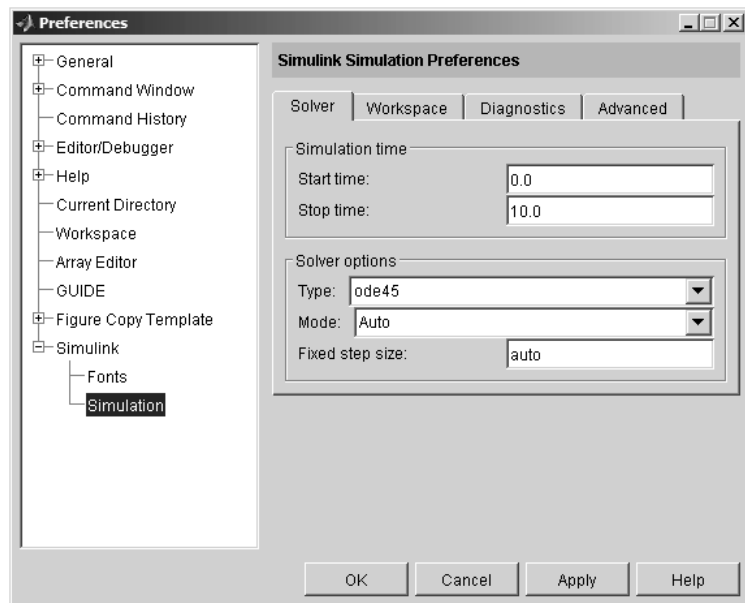 Preferences
General
Command Window
Command History
Editor/Debugger
Help
Current Directory
Workspace
Array Editor
GUIDE
Figure Copy Template
Simulink
Fonts
Simulation
Simulink Simulation Preferences
Solver Workspace Diagnostics Advanced
Simulation time
Start time: 0.0
Stop time: 10.0
Solver options
Type: ode45
Mode: Auto
Fixed step size: auto
OK Cancel Apply Help